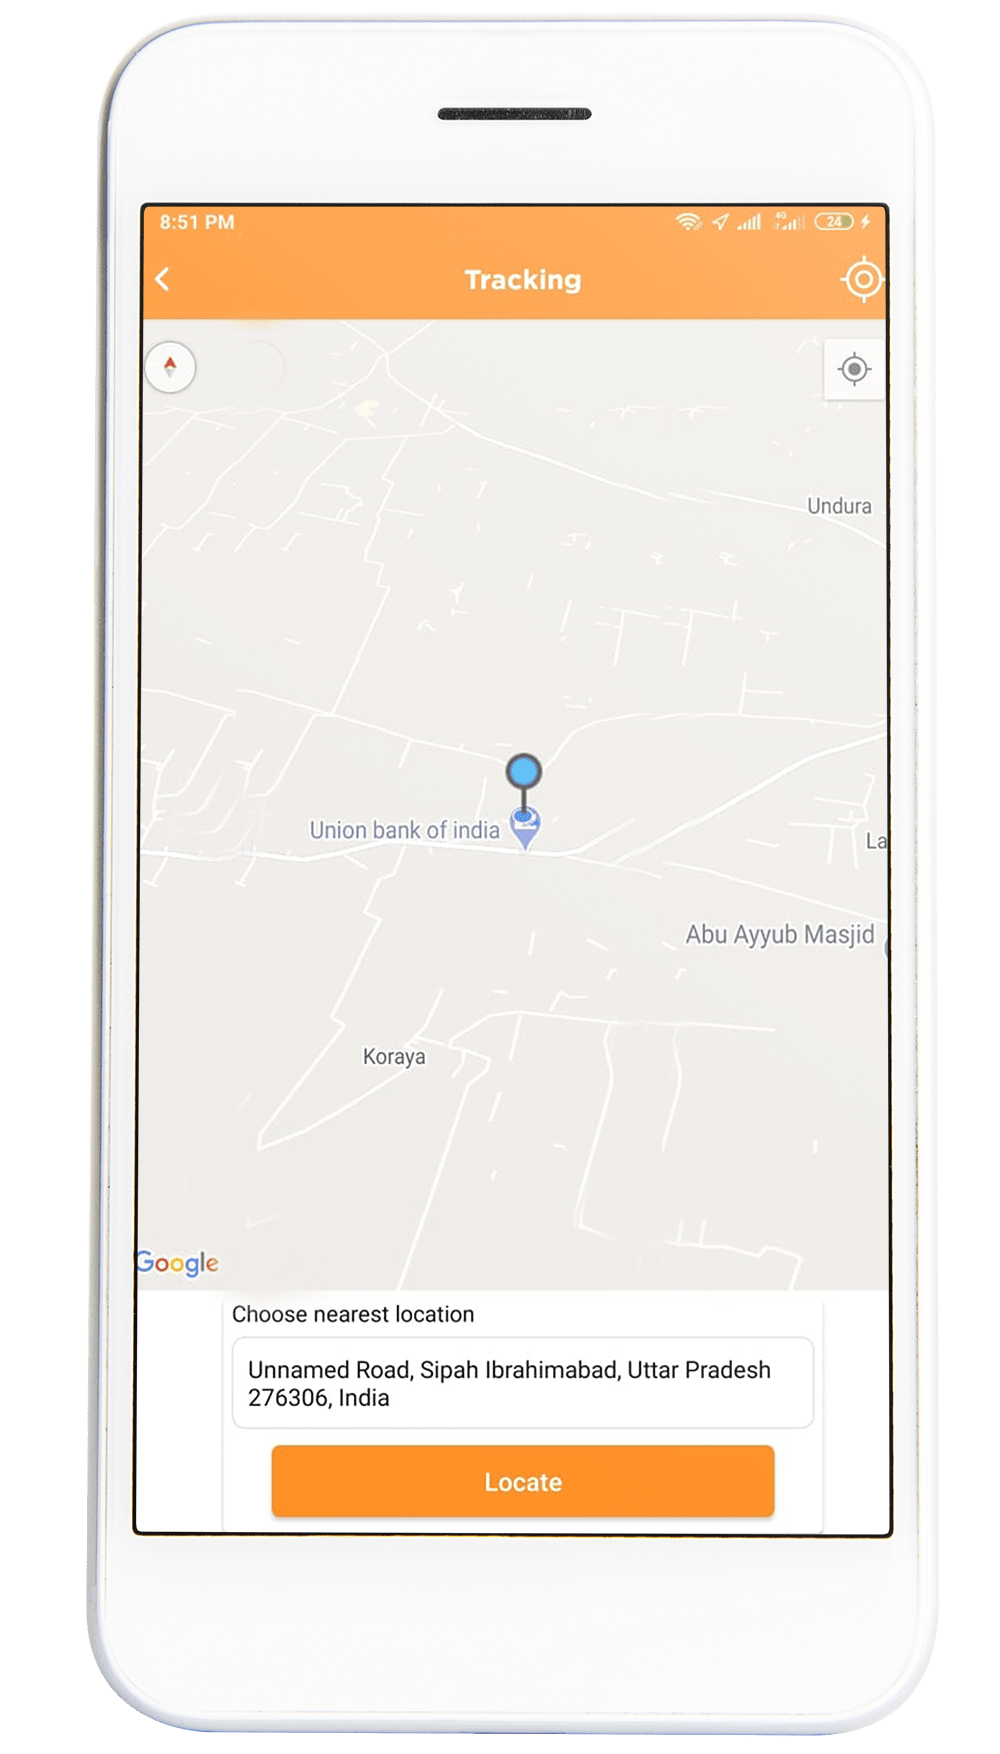 8:51 PM
4G
24
Tracking
Undura
Union bank of india
La
Abu Ayyub Masjid
Koraya
Google
Choose nearest location
Unnamed Road, Sipah Ibrahimabad, Uttar Pradesh
276306, India
Locate